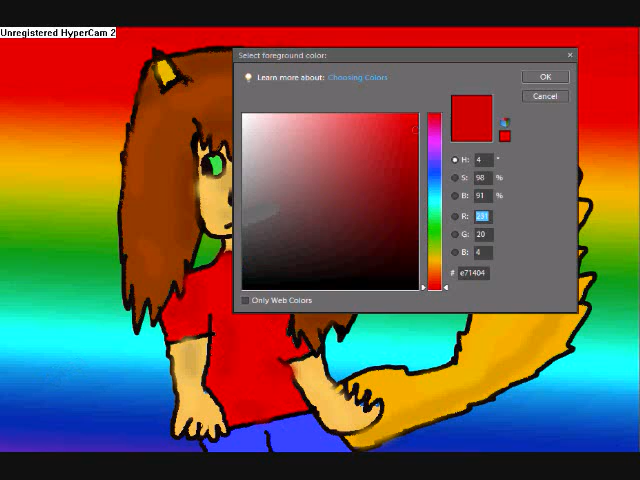 Unregistered HyperCam 2
Select foreground color:
Learn more about: Choosing Colors
OK
Cancel
H: 4 °
S: 98 %
B: 91 %
R: 231
G: 20
B: 4
# e71404
Only Web Colors